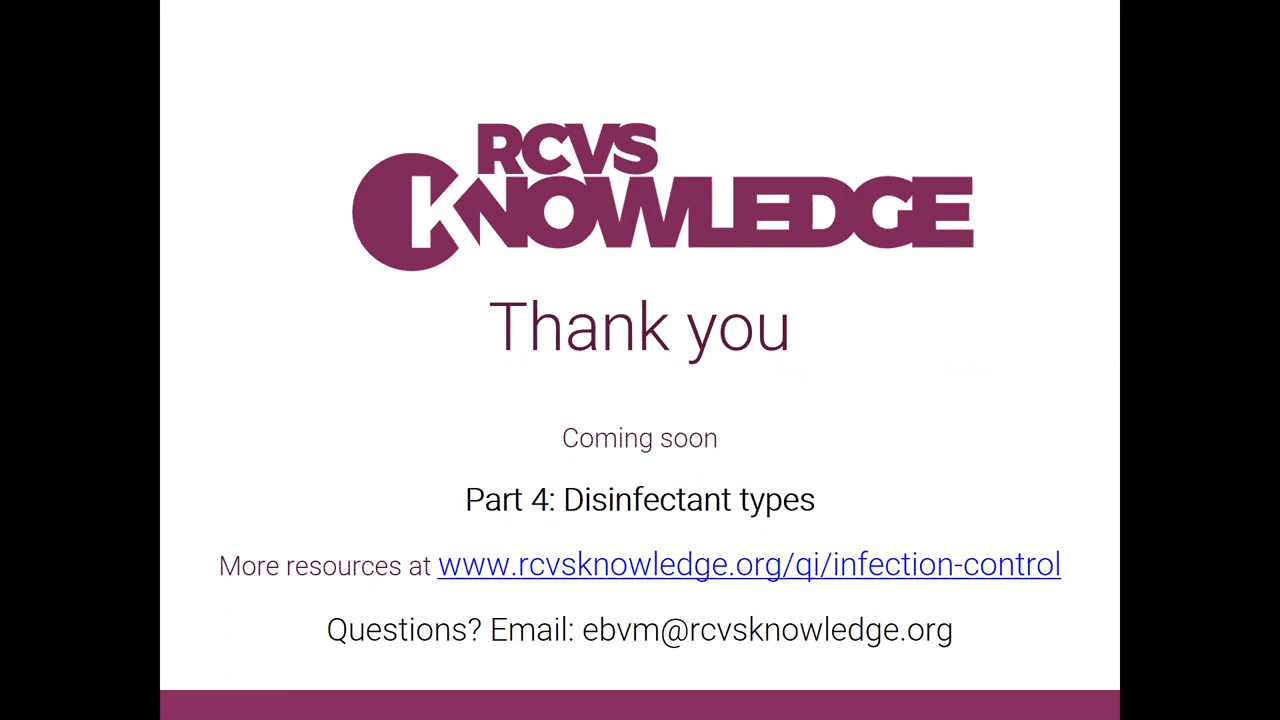 RCVS
KNOWLEDGE
Thank you
Coming soon
Part 4: Disinfectant types
More resources at www.rcvsknowledge.org/qi/infection-control
Questions? Email: ebvm@rcvsknowledge.org